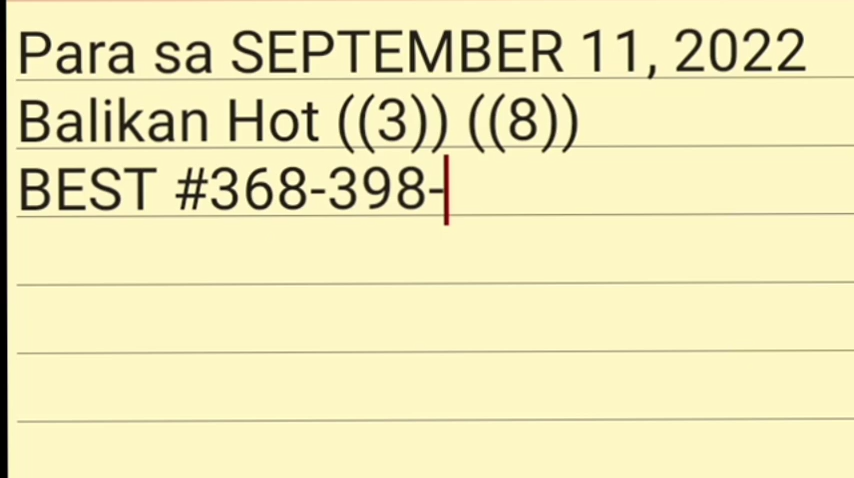 Para sa SEPTEMBER 11, 2022
Balikan Hot ((3)) ((8))
BEST #368-398-